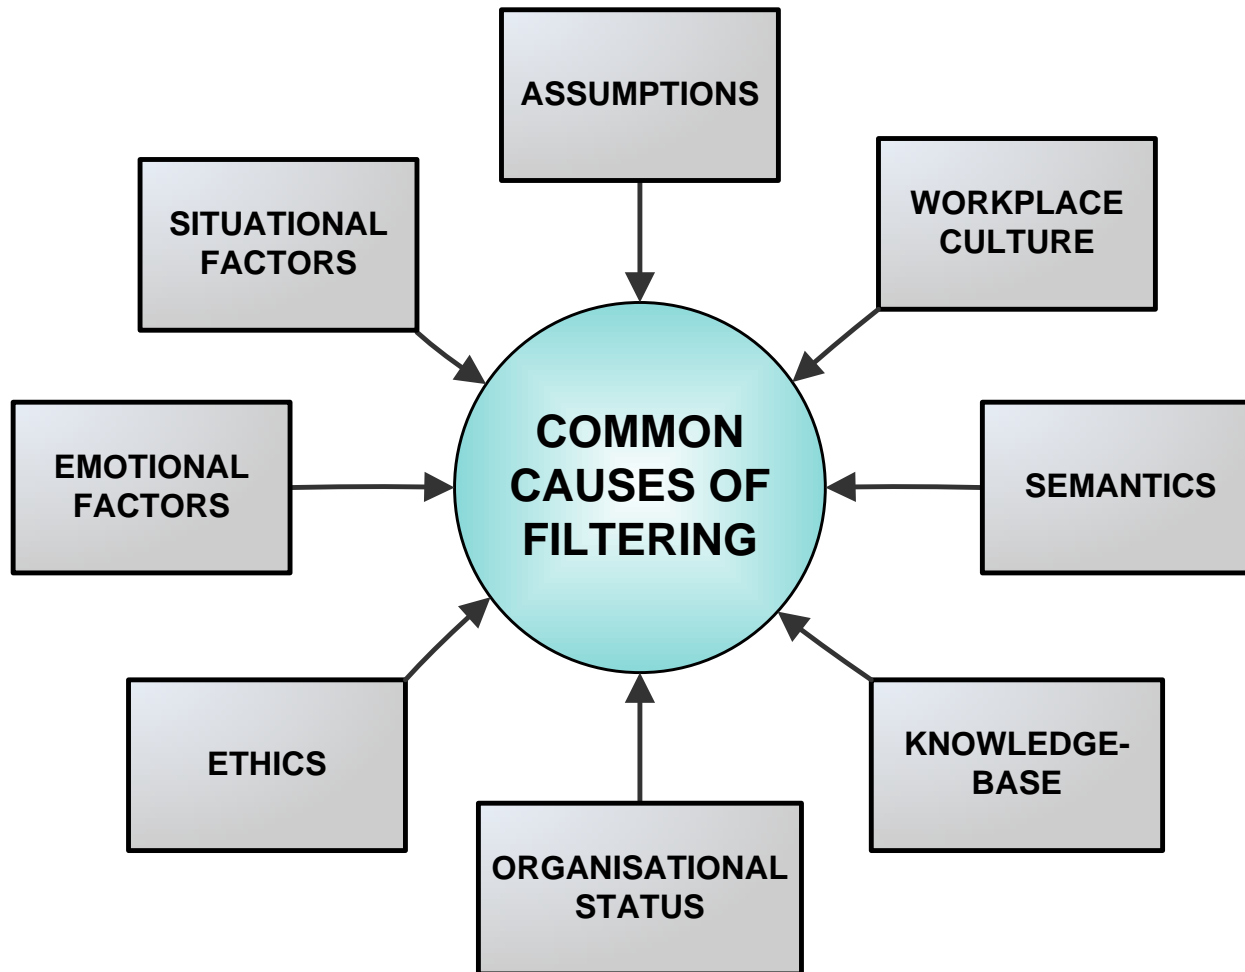 ASSUMPTIONS
WORKPLACE
CULTURE
SITUATIONAL
FACTORS
COMMON
CAUSES OF
FILTERING
EMOTIONAL
FACTORS
SEMANTICS
ETHICS
KNOWLEDGE-
BASE
ORGANISATIONAL
STATUS